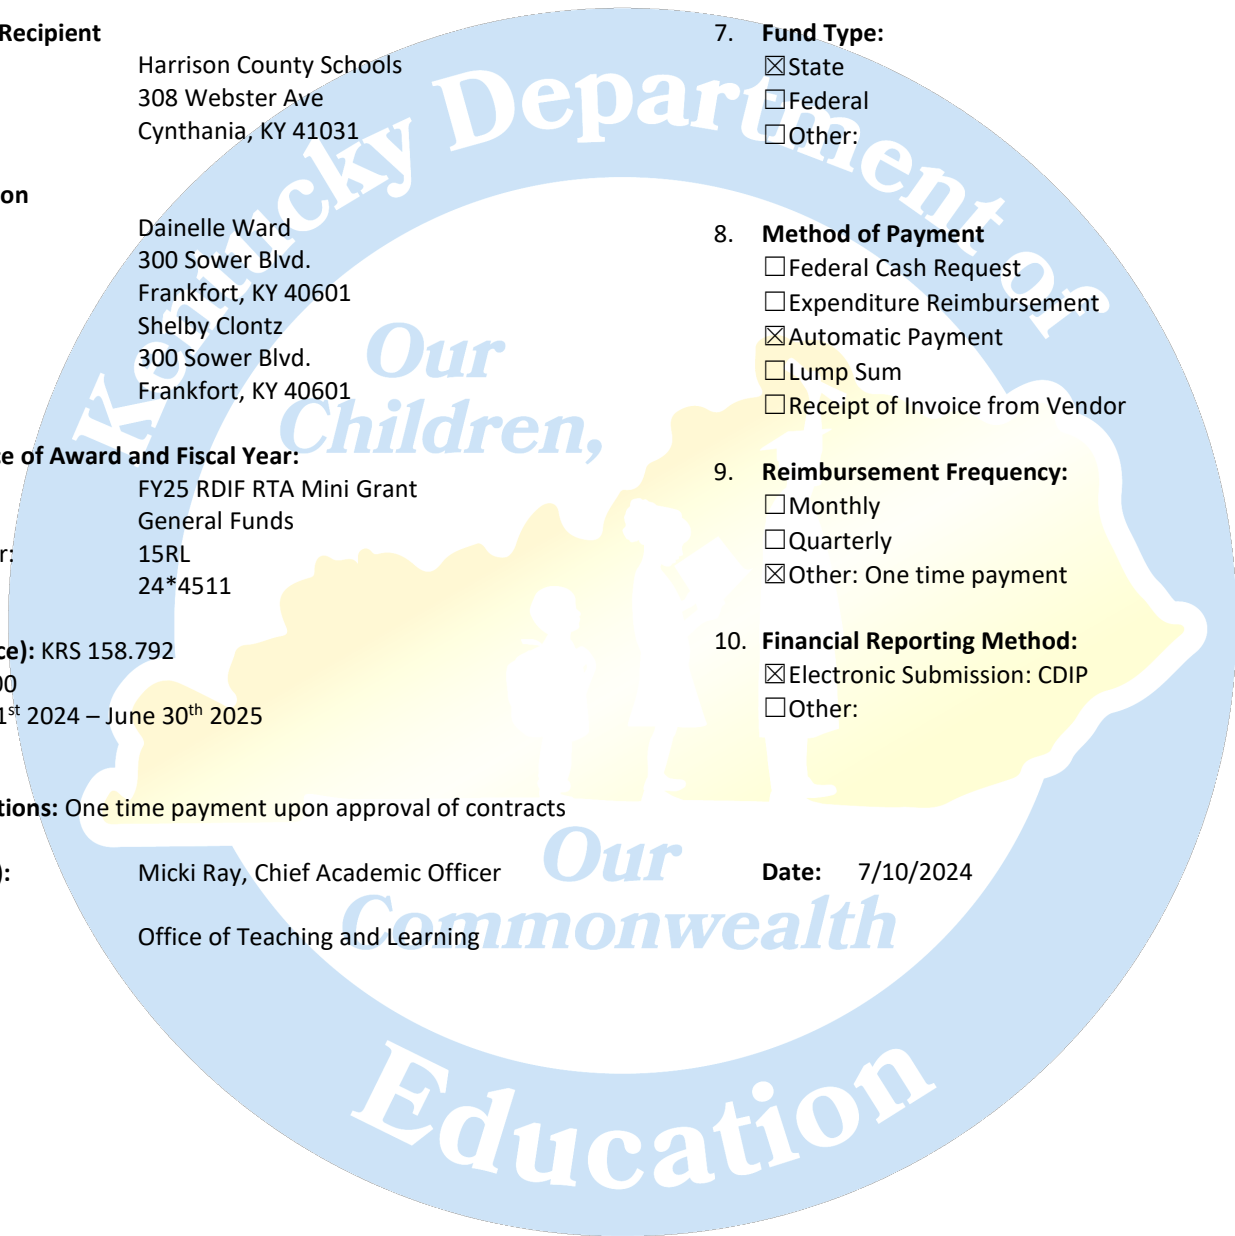 Recipient
Harrison County Schools
308 Webster Ave
Cynthania, KY 41031
on
Dainelle Ward
300 Sower Blvd.
Frankfort, KY 40601
Shelby Clontz
300 Sower Blvd.
Frankfort, KY 40601
ce of Award and Fiscal Year:
FY25 RDIF RTA Mini Grant
General Funds
r: 15RL
24*4511
ce): KRS 158.792
00
1st 2024 – June 30th 2025
tions: One time payment upon approval of contracts
): Micki Ray, Chief Academic Officer
Office of Teaching and Learning
7. Fund Type:
☒State
☐Federal
☐Other:
8. Method of Payment
☐Federal Cash Request
☐Expenditure Reimbursement
☒Automatic Payment
☐Lump Sum
☐Receipt of Invoice from Vendor
9. Reimbursement Frequency:
☐Monthly
☐Quarterly
☒Other: One time payment
10. Financial Reporting Method:
☒Electronic Submission: CDIP
☐Other:
Date: 7/10/2024
Kentucky Department of
Education
Our
Children,
Our
Commonwealth